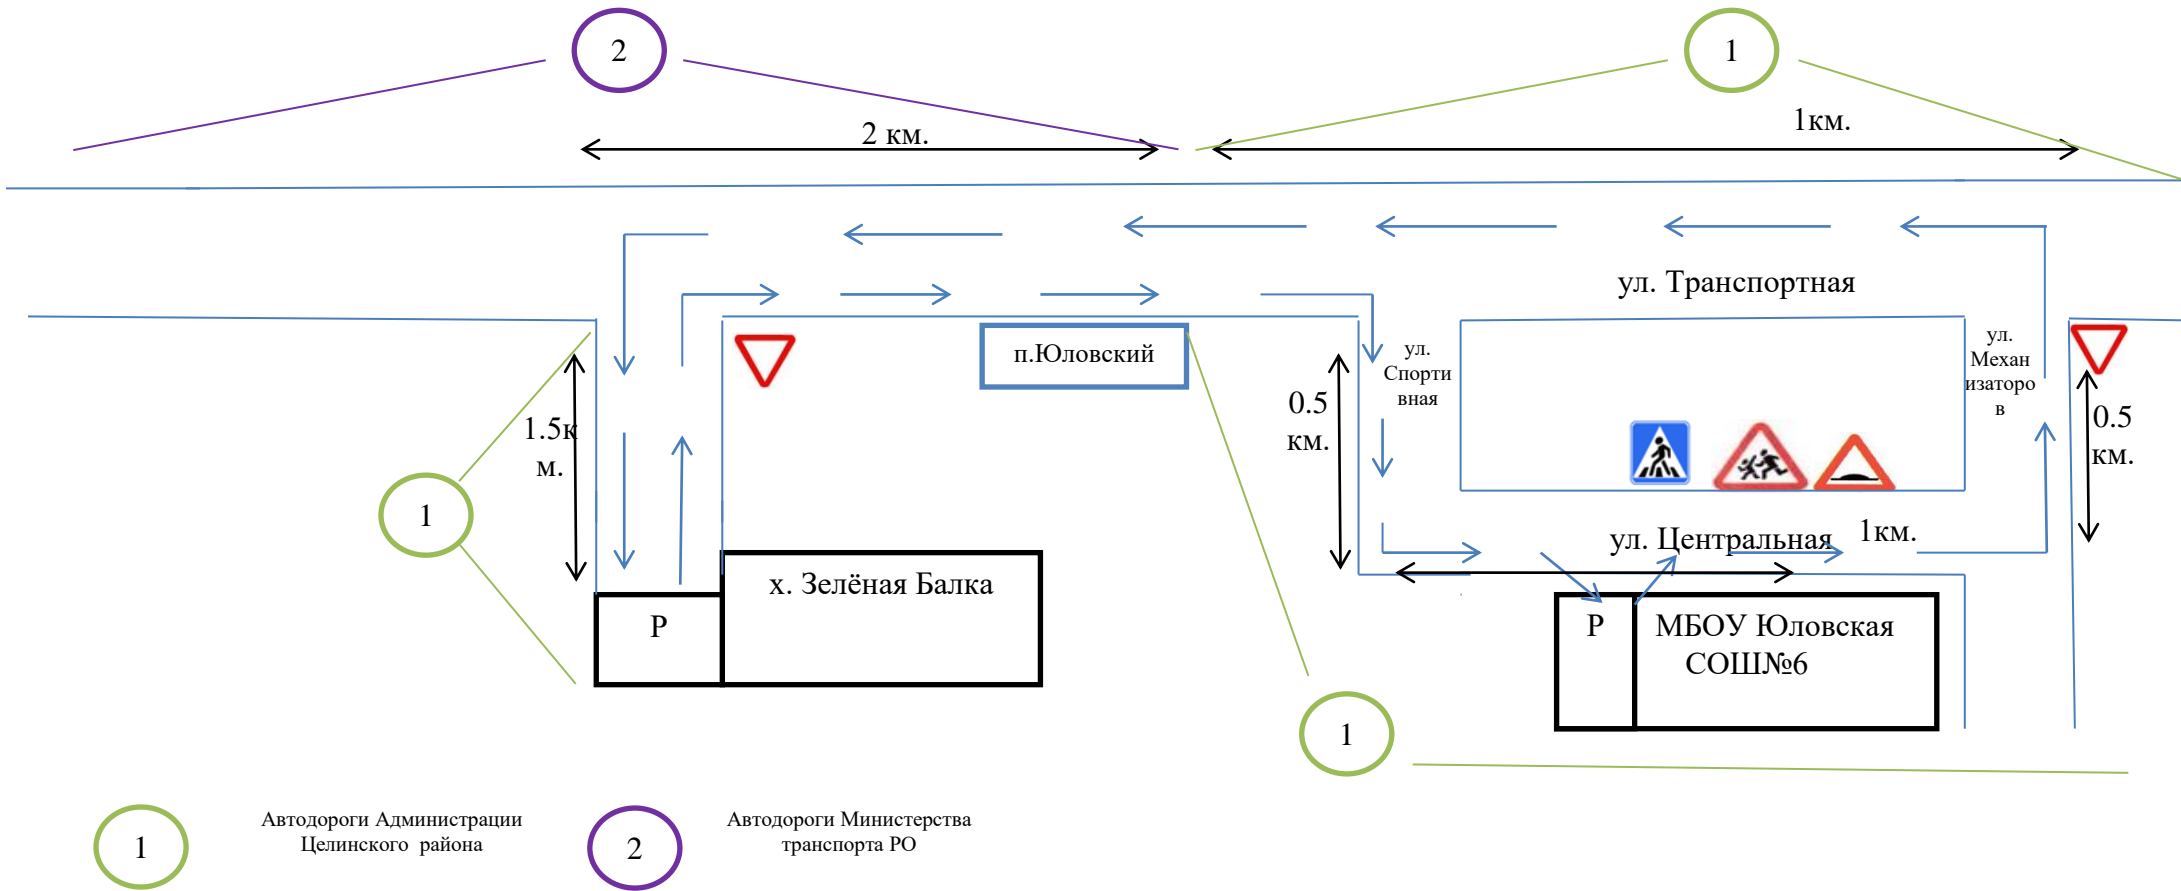 2
1
2 км.
1км.
ул. Транспортная
п.Юловский
ул.
Спорти
вная
ул.
Механ
изаторо
в
1.5к
м.
0.5
км.
0.5
км.
1
ул. Центральная
1км.
х. Зелёная Балка
Р
Р
МБОУ Юловская
СОШ№6
1
1
Автодороги Администрации
Целинского района
2
Автодороги Министерства
транспорта РО